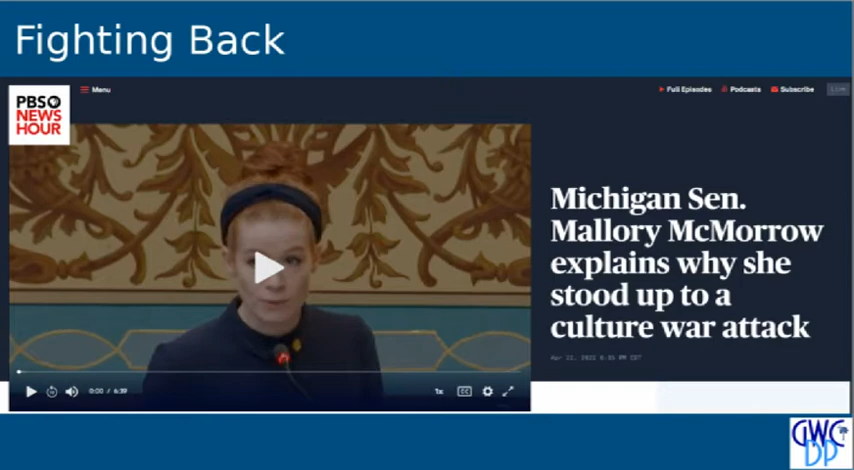 Fighting Back
PBS
NEWS
HOUR
Menu
Full Episodes
Podcasts
Subscribe
Live
Michigan Sen.
Mallory McMorrow
explains why she
stood up to a
culture war attack
0:00 / 6:39
1x
CC
GWC
DP